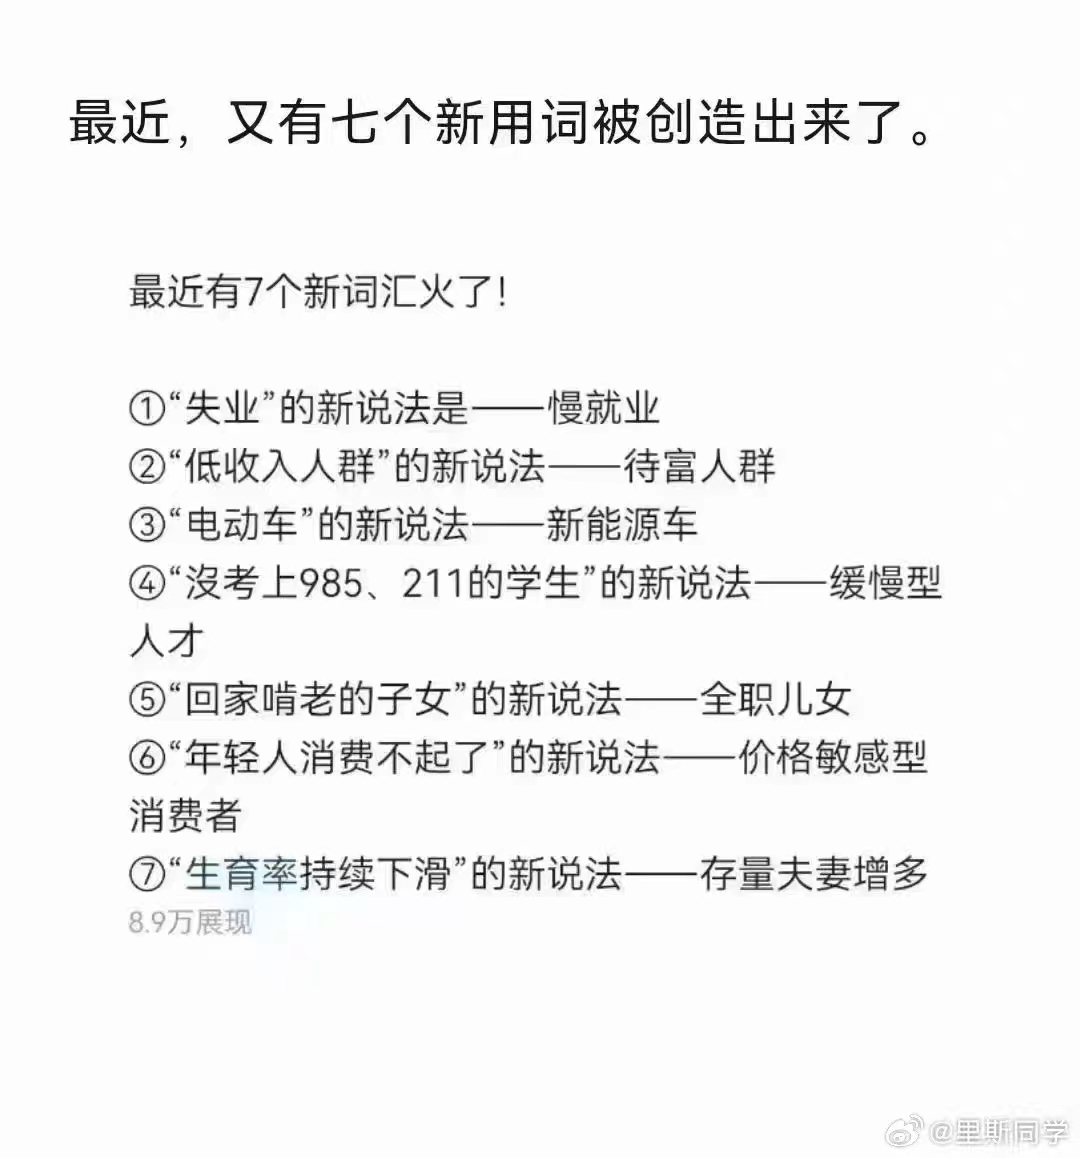 最近，又有七个新用词被创造出来了。
最近有7个新词汇火了！
①“失业”的新说法是——慢就业
②“低收入人群”的新说法——待富人群
③“电动车”的新说法——新能源车
④“沒考上985、211的学生”的新说法——缓慢型
人才
⑤“回家啃老的子女”的新说法——全职儿女
⑥“年轻人消费不起了”的新说法——价格敏感型
消费者
⑦“生育率持续下滑”的新说法——存量夫妻增多
8.9万展现
@里斯同学